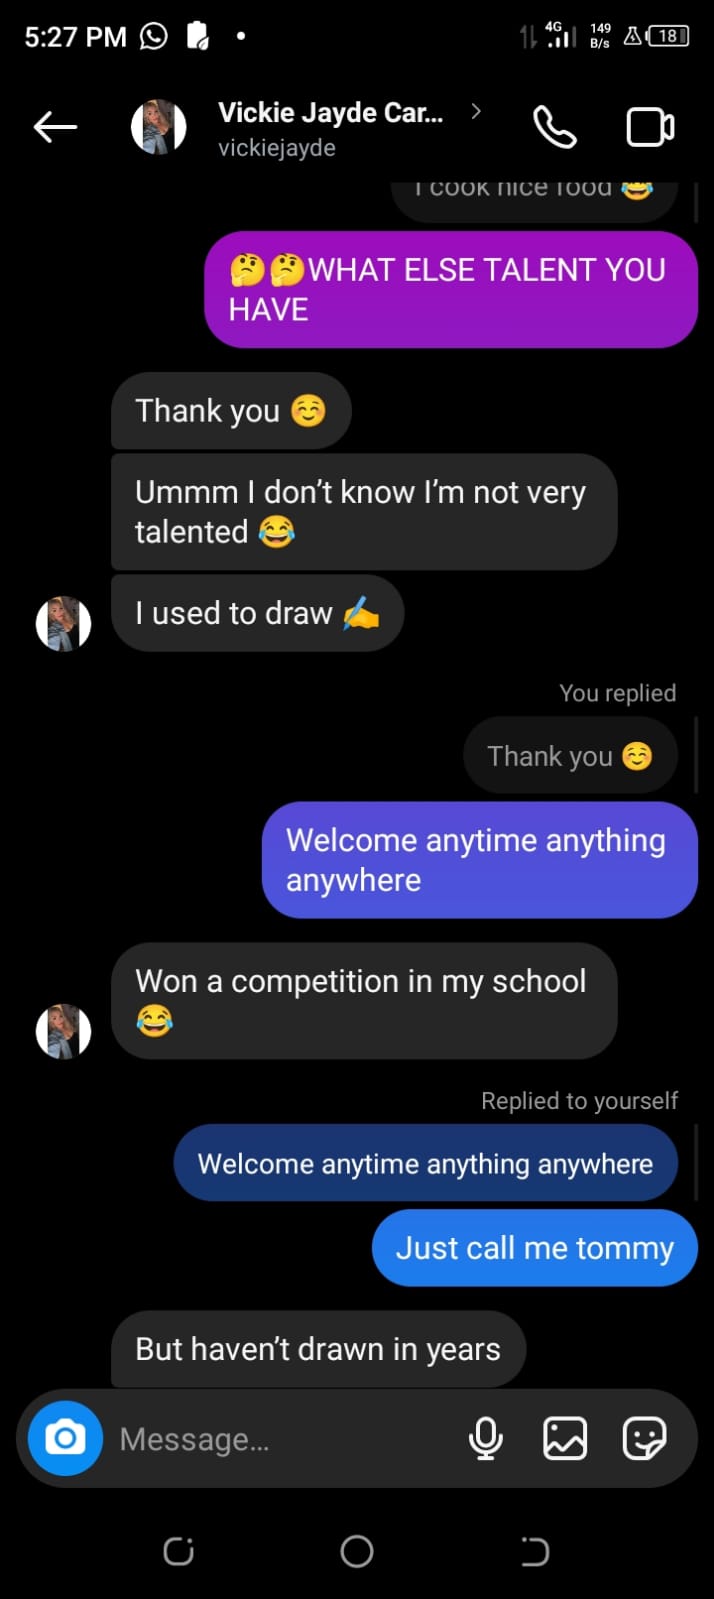 5:27 PM
4G
149
B/s
18
Vickie Jayde Car...
vickiejayde
I cook nice food 😂
🤔🤔WHAT ELSE TALENT YOU
HAVE
Thank you ☺️
Ummm I don’t know I’m not very
talented 😂
I used to draw ✍️
You replied
Thank you ☺️
Welcome anytime anything
anywhere
Won a competition in my school
😂
Replied to yourself
Welcome anytime anything anywhere
Just call me tommy
But haven’t drawn in years
Message...